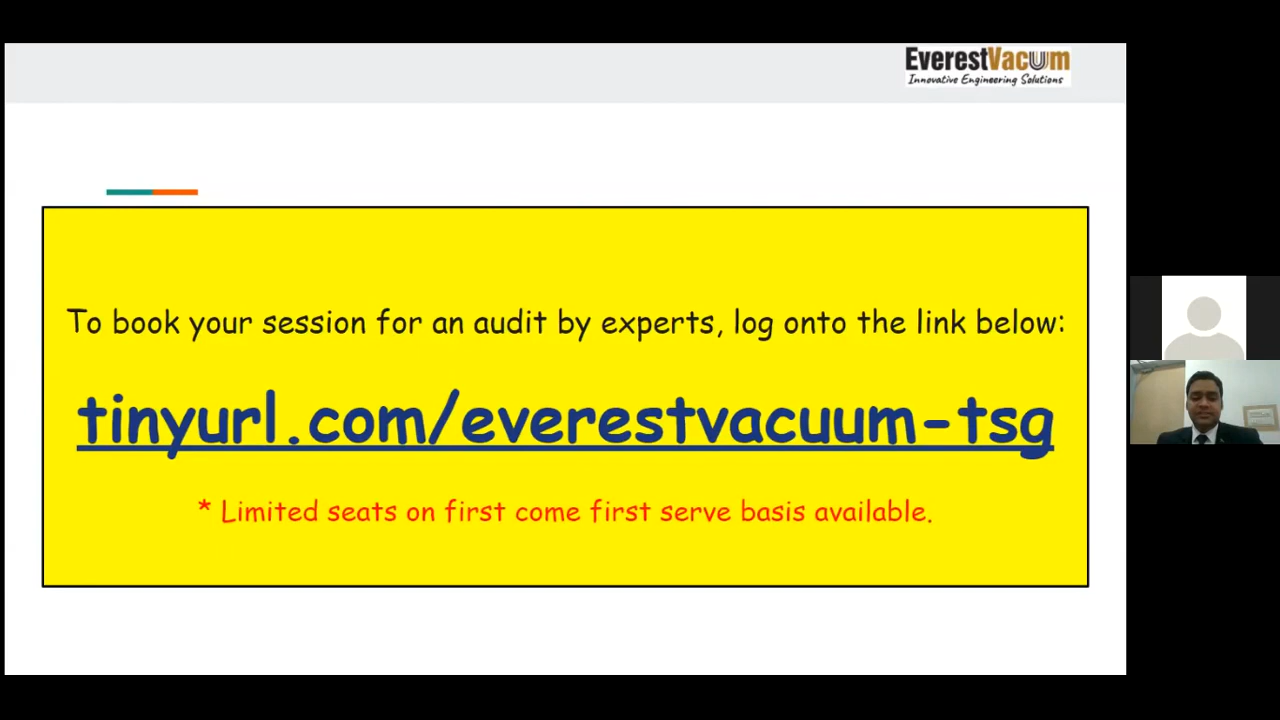 EverestVacuum
Innovative Engineering Solutions
To book your session for an audit by experts, log onto the link below:
tinyurl.com/everestvacuum-tsg
* Limited seats on first come first serve basis available.